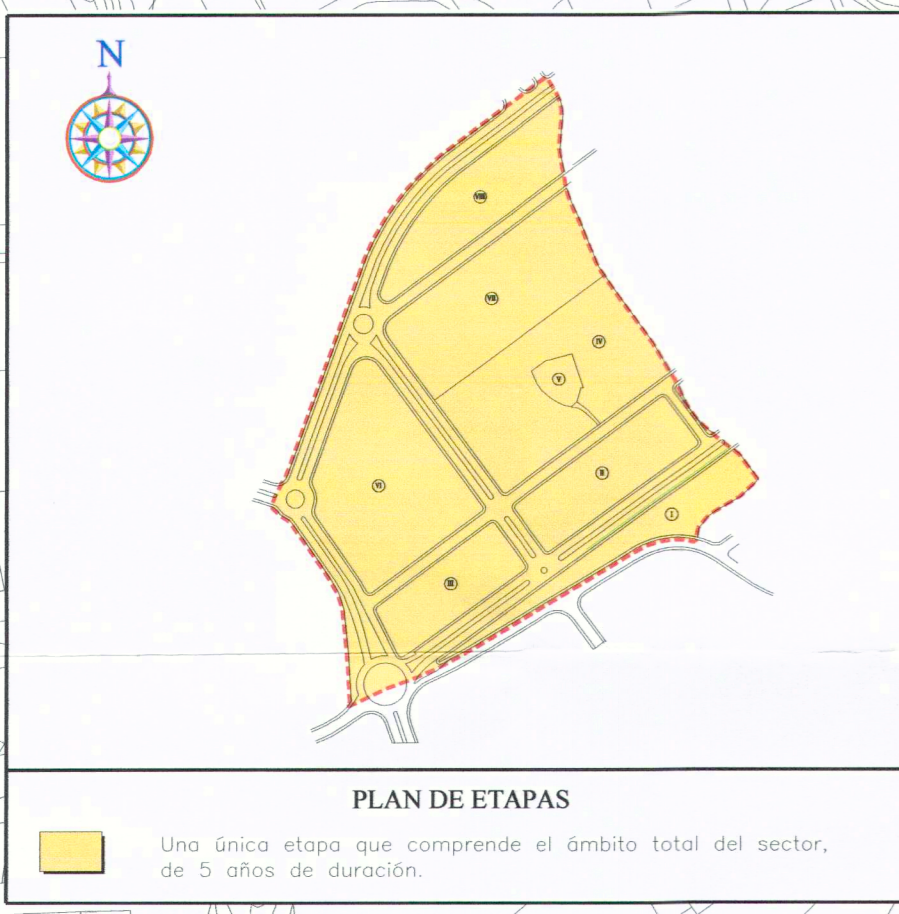 N
VIII
VII
IV
V
II
VI
I
III
PLAN DE ETAPAS
Una única etapa que comprende el ámbito total del sector,
de 5 años de duración.